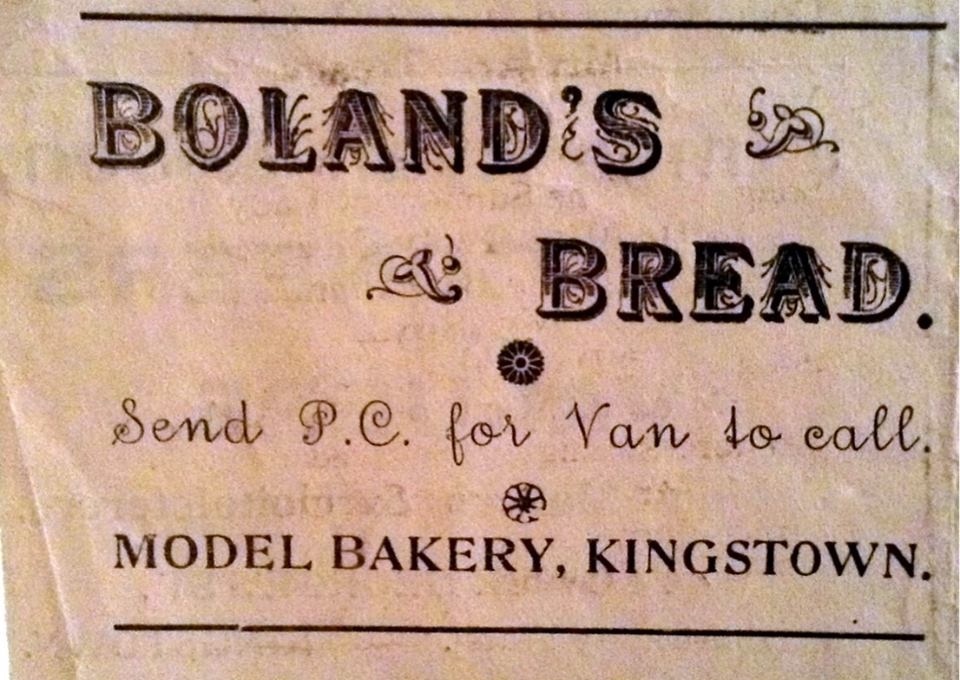 BOLAND'S
BREAD.
Send P.C. for Van to call.
MODEL BAKERY, KINGSTOWN.